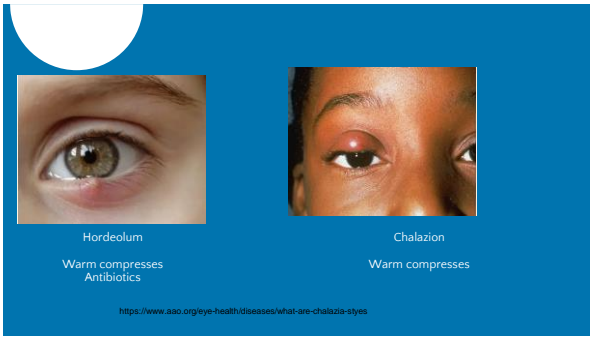 Hordeolum
Warm compresses
Antibiotics
Chalazion
Warm compresses
https://www.aao.org/eye-health/diseases/what-are-chalazia-styes